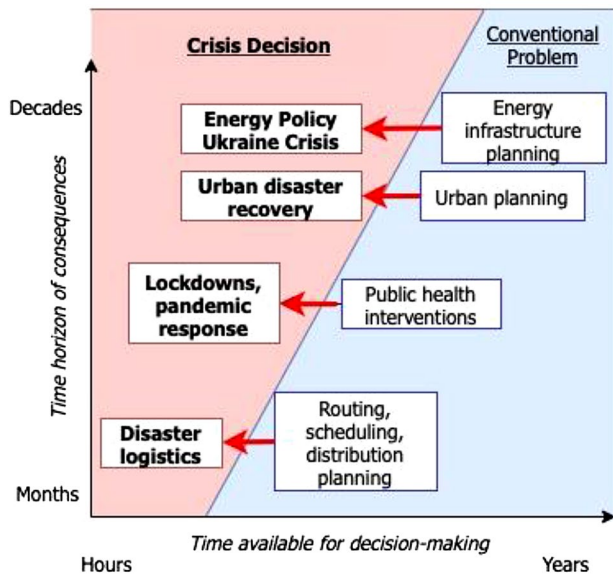 Crisis Decision
Conventional
Problem
Decades
Energy Policy
Ukraine Crisis
Energy
infrastructure
planning
Urban disaster
recovery
Urban planning
Time horizon of consequences
Lockdowns,
pandemic
response
Public health
interventions
Disaster
logistics
Routing,
scheduling,
distribution
planning
Months
Time available for decision-making
Hours
Years